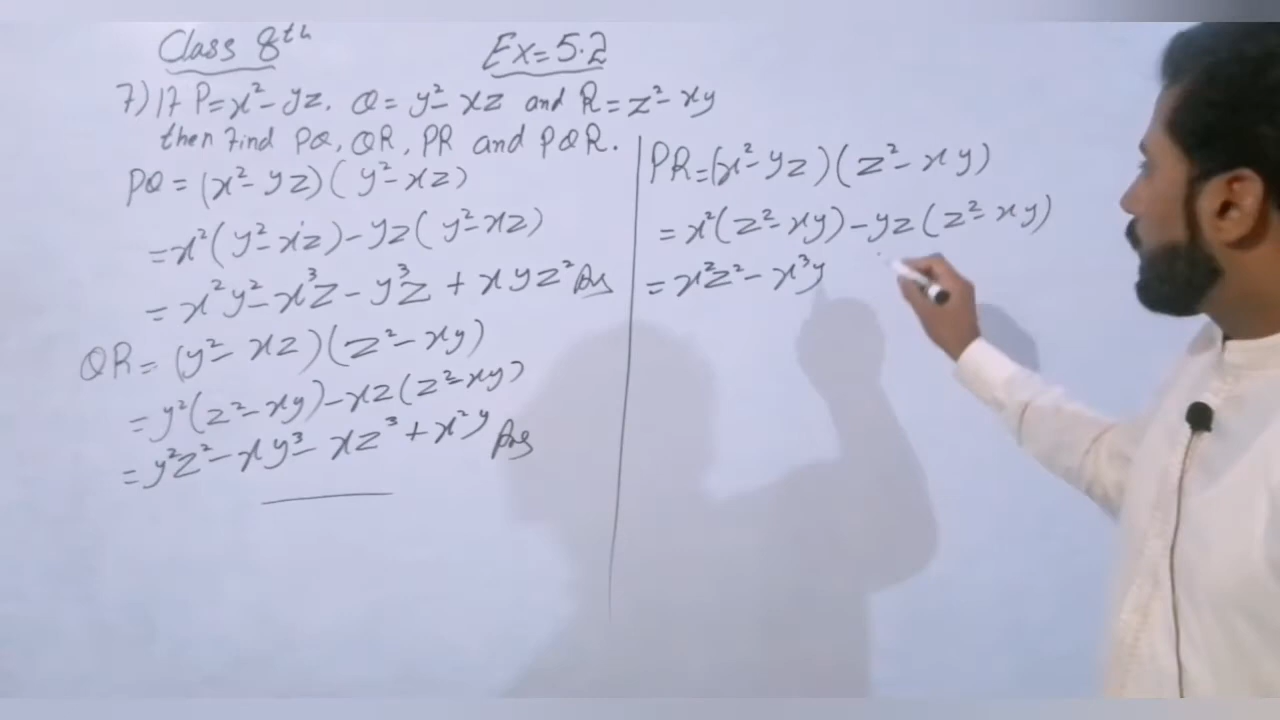 Class 8th
Ex=5.2
7) If P=x²-yz, Q=y²-xz and R=z²-xy
then Find PQ, QR, PR and PQR.
PQ=(x²-yz)(y²-xz)
=x²(y²-xz)-yz(y²-xz)
=x²y²-x³z-y³z+xyz² Ans
QR=(y²-xz)(z²-xy)
=y²(z²-xy)-xz(z²-xy)
=y²z²-xy³-xz³+x²y Ans
PR=(x²-yz)(z²-xy)
=x²(z²-xy)-yz(z²-xy)
=x²z²-x³y